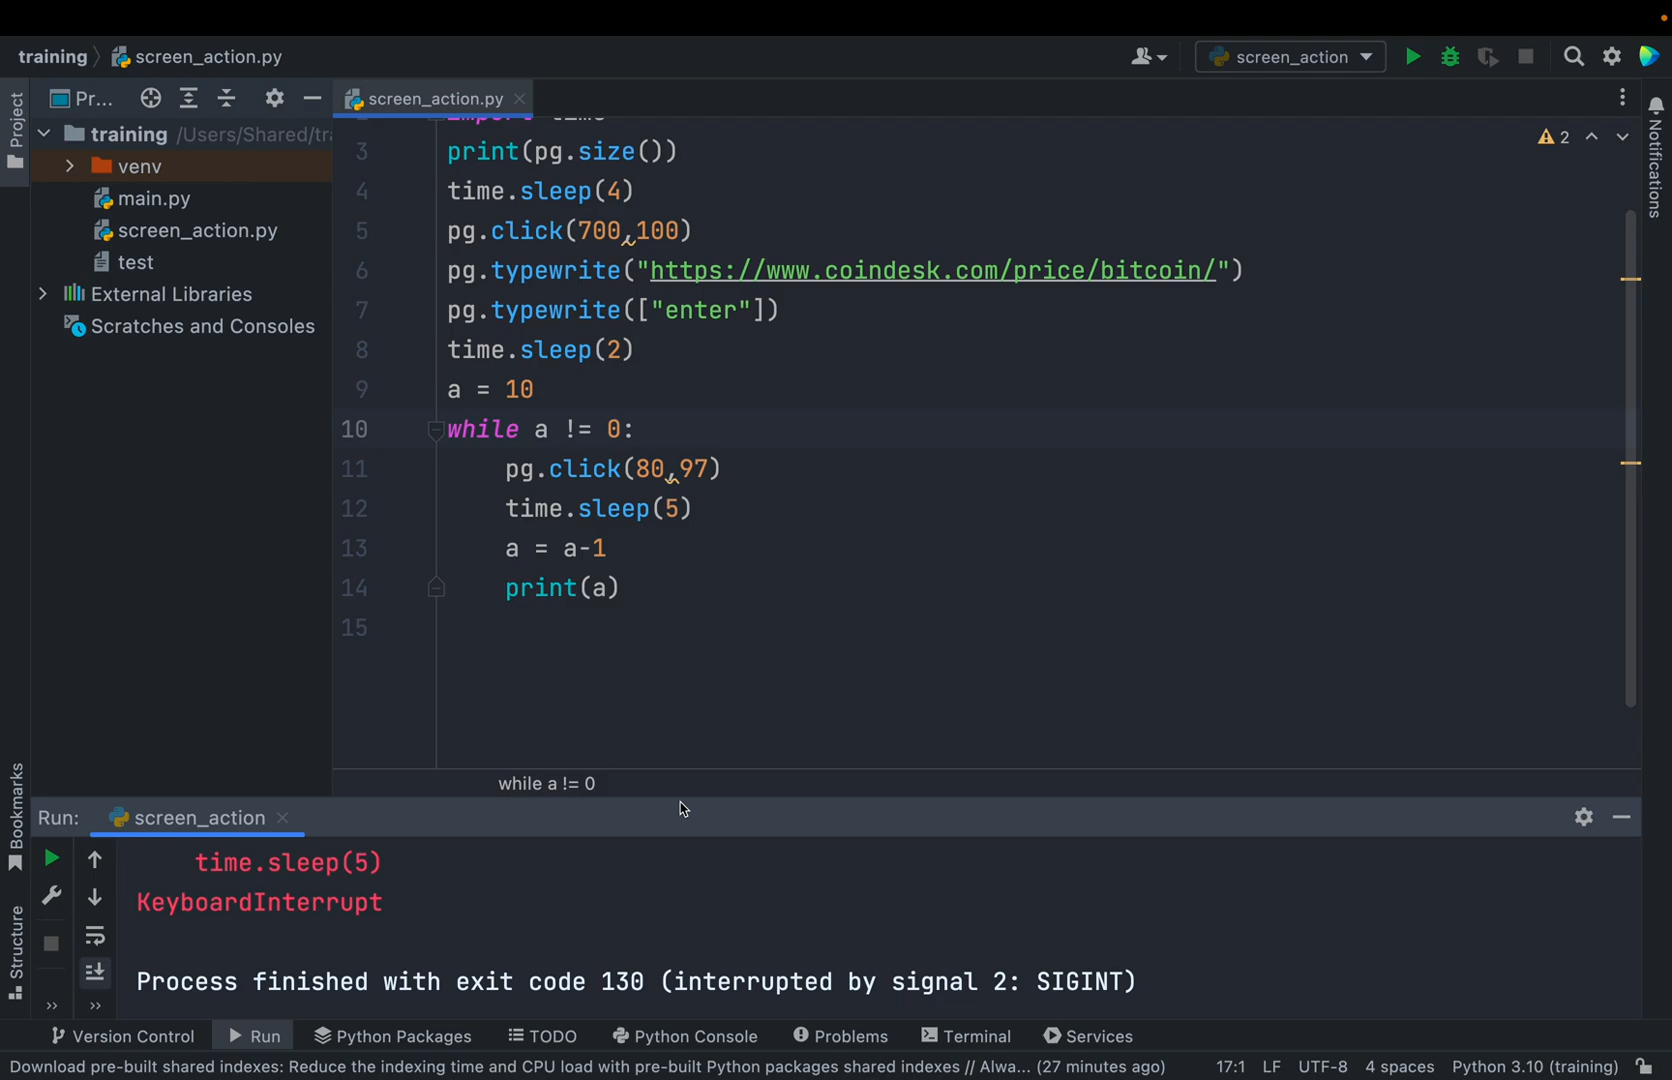 training
screen_action.py
screen_action
Pr...
screen_action.py
Project
training /Users/Shared/tr
venv
main.py
screen_action.py
test
External Libraries
Scratches and Consoles
2
Notifications
import time
3 print(pg.size())
4 time.sleep(4)
5 pg.click(700,100)
6 pg.typewrite("https://www.coindesk.com/price/bitcoin/")
7 pg.typewrite(["enter"])
8 time.sleep(2)
9 a = 10
10 while a != 0:
11 pg.click(80,97)
12 time.sleep(5)
13 a = a-1
14 print(a)
15
while a != 0
Bookmarks
Structure
Run: screen_action
time.sleep(5)
KeyboardInterrupt
Process finished with exit code 130 (interrupted by signal 2: SIGINT)
Version Control Run Python Packages TODO Python Console Problems Terminal Services
Download pre-built shared indexes: Reduce the indexing time and CPU load with pre-built Python packages shared indexes // Alwa... (27 minutes ago) 17:1 LF UTF-8 4 spaces Python 3.10 (training)